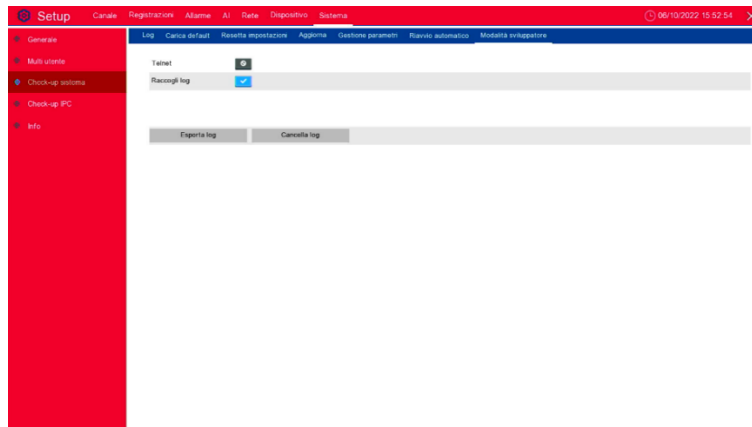 Setup Canale Registrazioni Allarme AI Rete Dispositivo Sistema 06/10/2022 15:52:54
Log Carica default Resetta impostazioni Aggiorna Gestione parametri Riavvio automatico Modalità sviluppatore
Generale
Multi utente
Check-up sistema
Check-up IPC
Info
Telnet
Raccogli log
Esporta log Cancella log